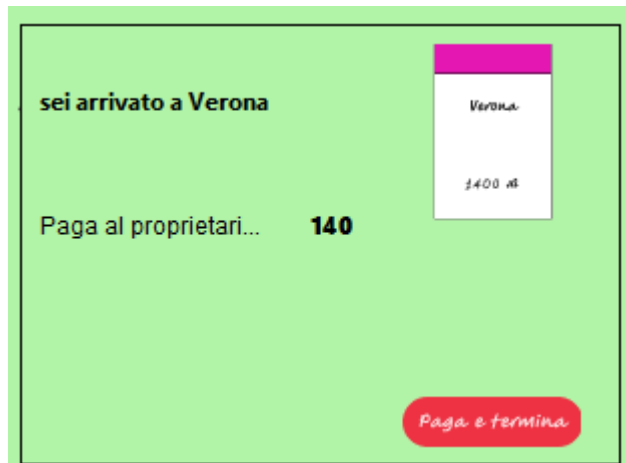 sei arrivato a Verona
Verona
1400 M
Paga al proprietari... 140
Paga e termina